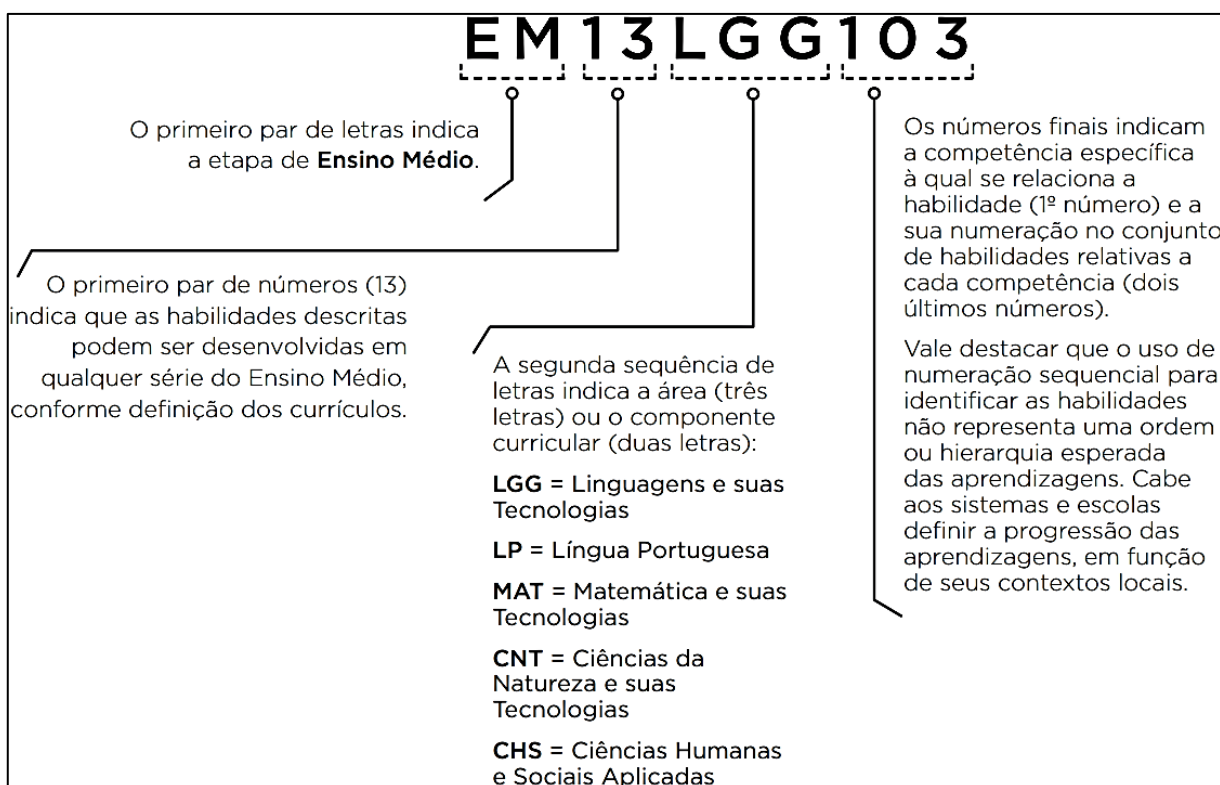 EM13LGG103
O primeiro par de letras indica
a etapa de Ensino Médio.
O primeiro par de números (13)
indica que as habilidades descritas
podem ser desenvolvidas em
qualquer série do Ensino Médio,
conforme definição dos currículos.
A segunda sequência de
letras indica a área (três
letras) ou o componente
curricular (duas letras):
LGG = Linguagens e suas
Tecnologias
LP = Língua Portuguesa
MAT = Matemática e suas
Tecnologias
CNT = Ciências da
Natureza e suas
Tecnologias
CHS = Ciências Humanas
e Sociais Aplicadas
Os números finais indicam
a competência específica
à qual se relaciona a
habilidade (1º número) e a
sua numeração no conjunto
de habilidades relativas a
cada competência (dois
últimos números).
Vale destacar que o uso de
numeração sequencial para
identificar as habilidades
não representa uma ordem
ou hierarquia esperada
das aprendizagens. Cabe
aos sistemas e escolas
definir a progressão das
aprendizagens, em função
de seus contextos locais.